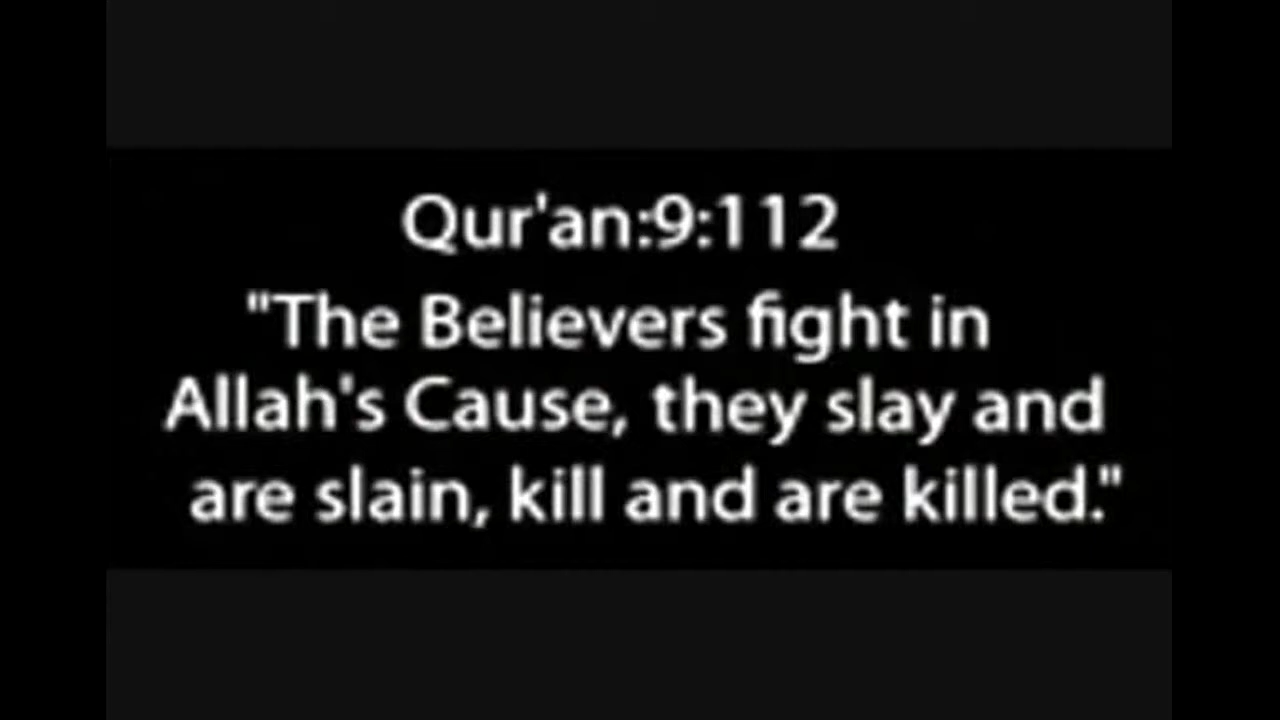 Qur'an:9:112
"The Believers fight in
Allah's Cause, they slay and
are slain, kill and are killed."